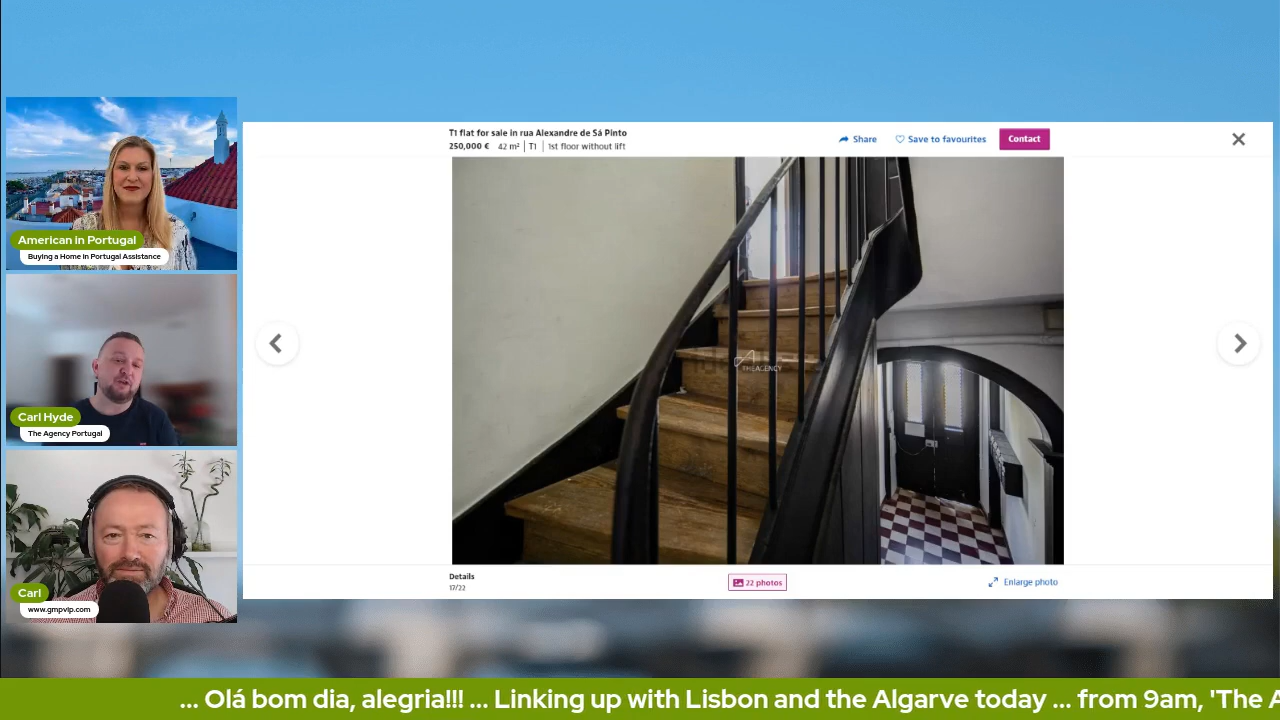 T1 flat for sale in rua Alexandre de Sá Pinto
250,000 € 42 m² T1 1st floor without lift
Share
Save to favourites
Contact
American in Portugal
Buying a Home in Portugal Assistance
Carl Hyde
The Agency Portugal
Carl
www.gmpvip.com
THEAGENCY
Details
17/22
22 photos
Enlarge photo
... Olá bom dia, alegria!!! ... Linking up with Lisbon and the Algarve today ... from 9am, 'The A